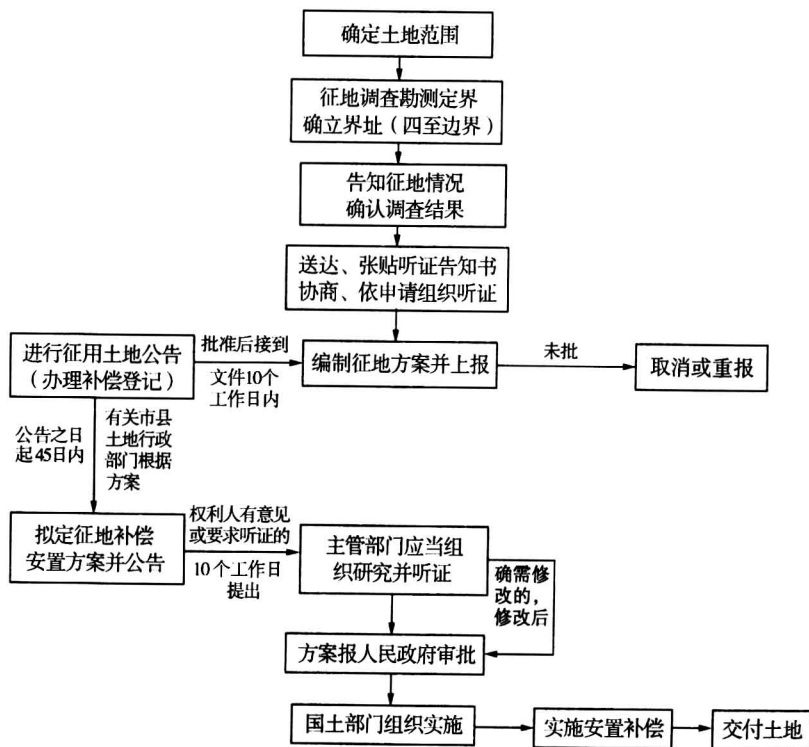 确定土地范围
征地调查勘测定界
确立界址（四至边界）
告知征地情况
确认调查结果
送达、张贴听证告知书
协商、依申请组织听证
进行征用土地公告
（办理补偿登记）
批准后接到
文件10个
工作日内
编制征地方案并上报
未批
取消或重报
公告之日
起45日内
有关市县
土地行政
部门根据
方案
拟定征地补偿
安置方案并公告
权利人有意见
或要求听证的
10个工作日
提出
主管部门应当组
织研究并听证
确需修
改的，
修改后
方案报人民政府审批
国土部门组织实施
实施安置补偿
交付土地